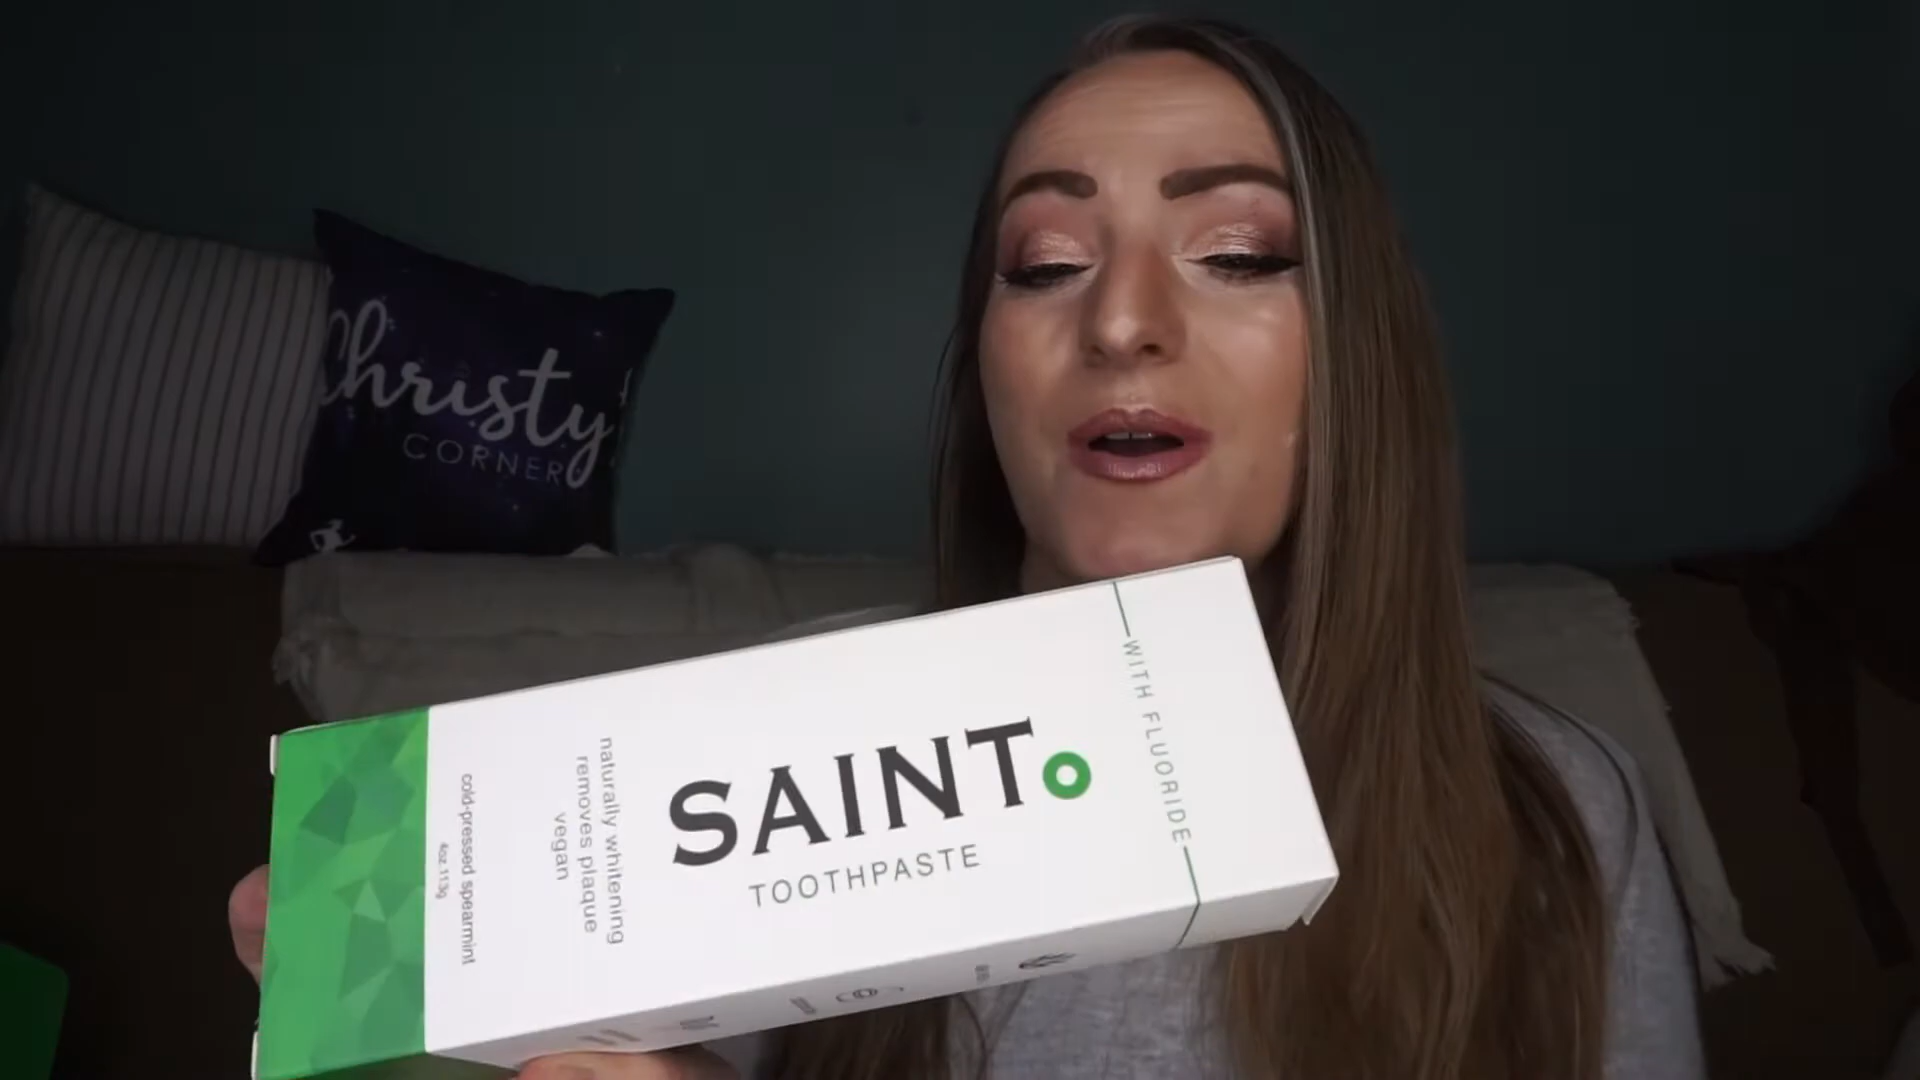 Christy
CORNER
SAINT
TOOTHPASTE
WITH FLUORIDE
naturally whitening
removes plaque
vegan
cold-pressed spearmint
4oz.113g